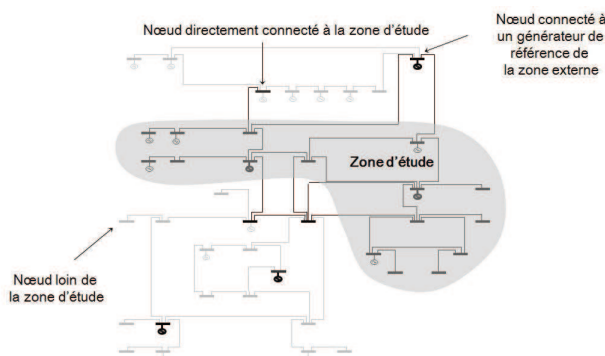 Nœud directement connecté à la zone d'étude
Nœud connecté à
un générateur de
référence de
la zone externe
Zone d'étude
Nœud loin de
la zone d'étude